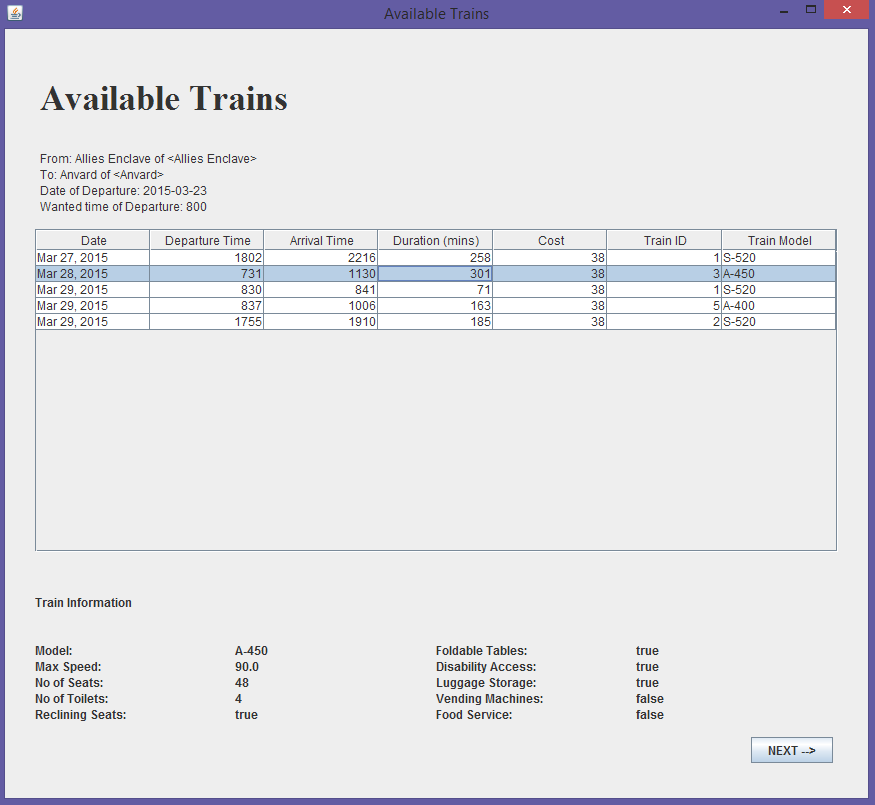 Available Trains
Available Trains
From: Allies Enclave of <Allies Enclave>
To: Anvard of <Anvard>
Date of Departure: 2015-03-23
Wanted time of Departure: 800
Date Departure Time Arrival Time Duration (mins) Cost Train ID Train Model
Mar 27, 2015 1802 2216 258 38 1 S-520
Mar 28, 2015 731 1130 301 38 3 A-450
Mar 29, 2015 830 841 71 38 1 S-520
Mar 29, 2015 837 1006 163 38 5 A-400
Mar 29, 2015 1755 1910 185 38 2 S-520
Train Information
Model: A-450 Foldable Tables: true
Max Speed: 90.0 Disability Access: true
No of Seats: 48 Luggage Storage: true
No of Toilets: 4 Vending Machines: false
Reclining Seats: true Food Service: false
NEXT -->